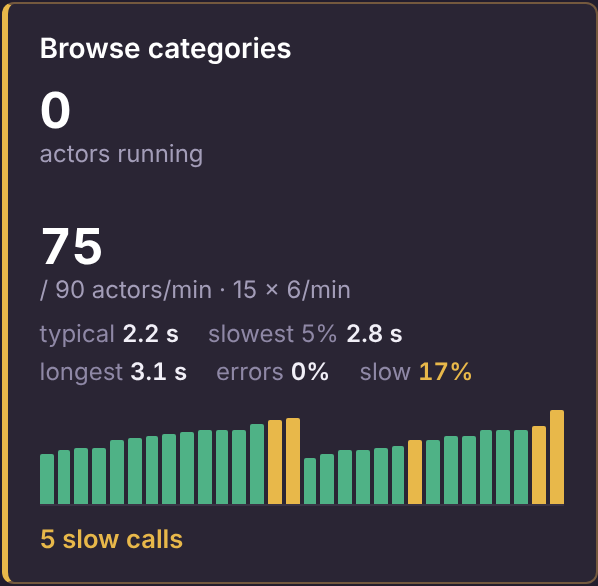 Browse categories
0
actors running
75
/ 90 actors/min · 15 × 6/min
typical 2.2 s slowest 5% 2.8 s
longest 3.1 s errors 0% slow 17%
5 slow calls